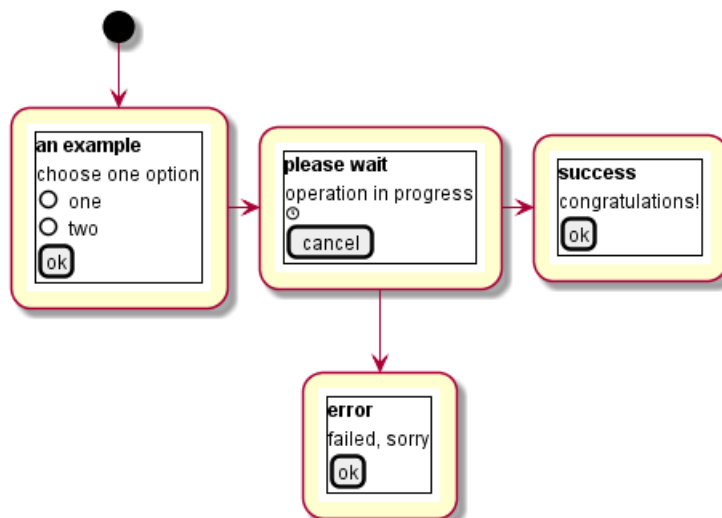 an example
choose one option
one
two
ok
please wait
operation in progress
cancel
success
congratulations!
ok
error
failed, sorry
ok